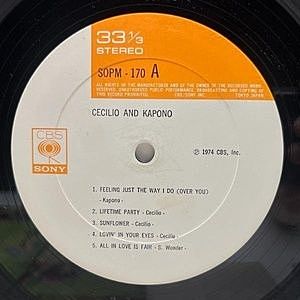 33 1/3
STEREO
SOPM - 170 A
ALL RIGHTS OF THE MANUFACTURER AND OF THE OWNER OF THE RECORDED WORK
RESERVED. UNAUTHORIZED PUBLIC PERFORMANCE, BROADCASTING AND COPYING OF
THIS RECORD PROHIBITED. CBS/SONY INC. TOKYO JAPAN
CECILIO AND KAPONO
CBS
SONY
℗ 1974 CBS, Inc.
1. FEELING JUST THE WAY I DO (OVER YOU)
- Kapono -
2. LIFETIME PARTY - Cecilio -
3. SUNFLOWER - Cecilio -
4. LOVIN' IN YOUR EYES - Cecilio -
5. ALL IN LOVE IS FAIR - S. Wonder -